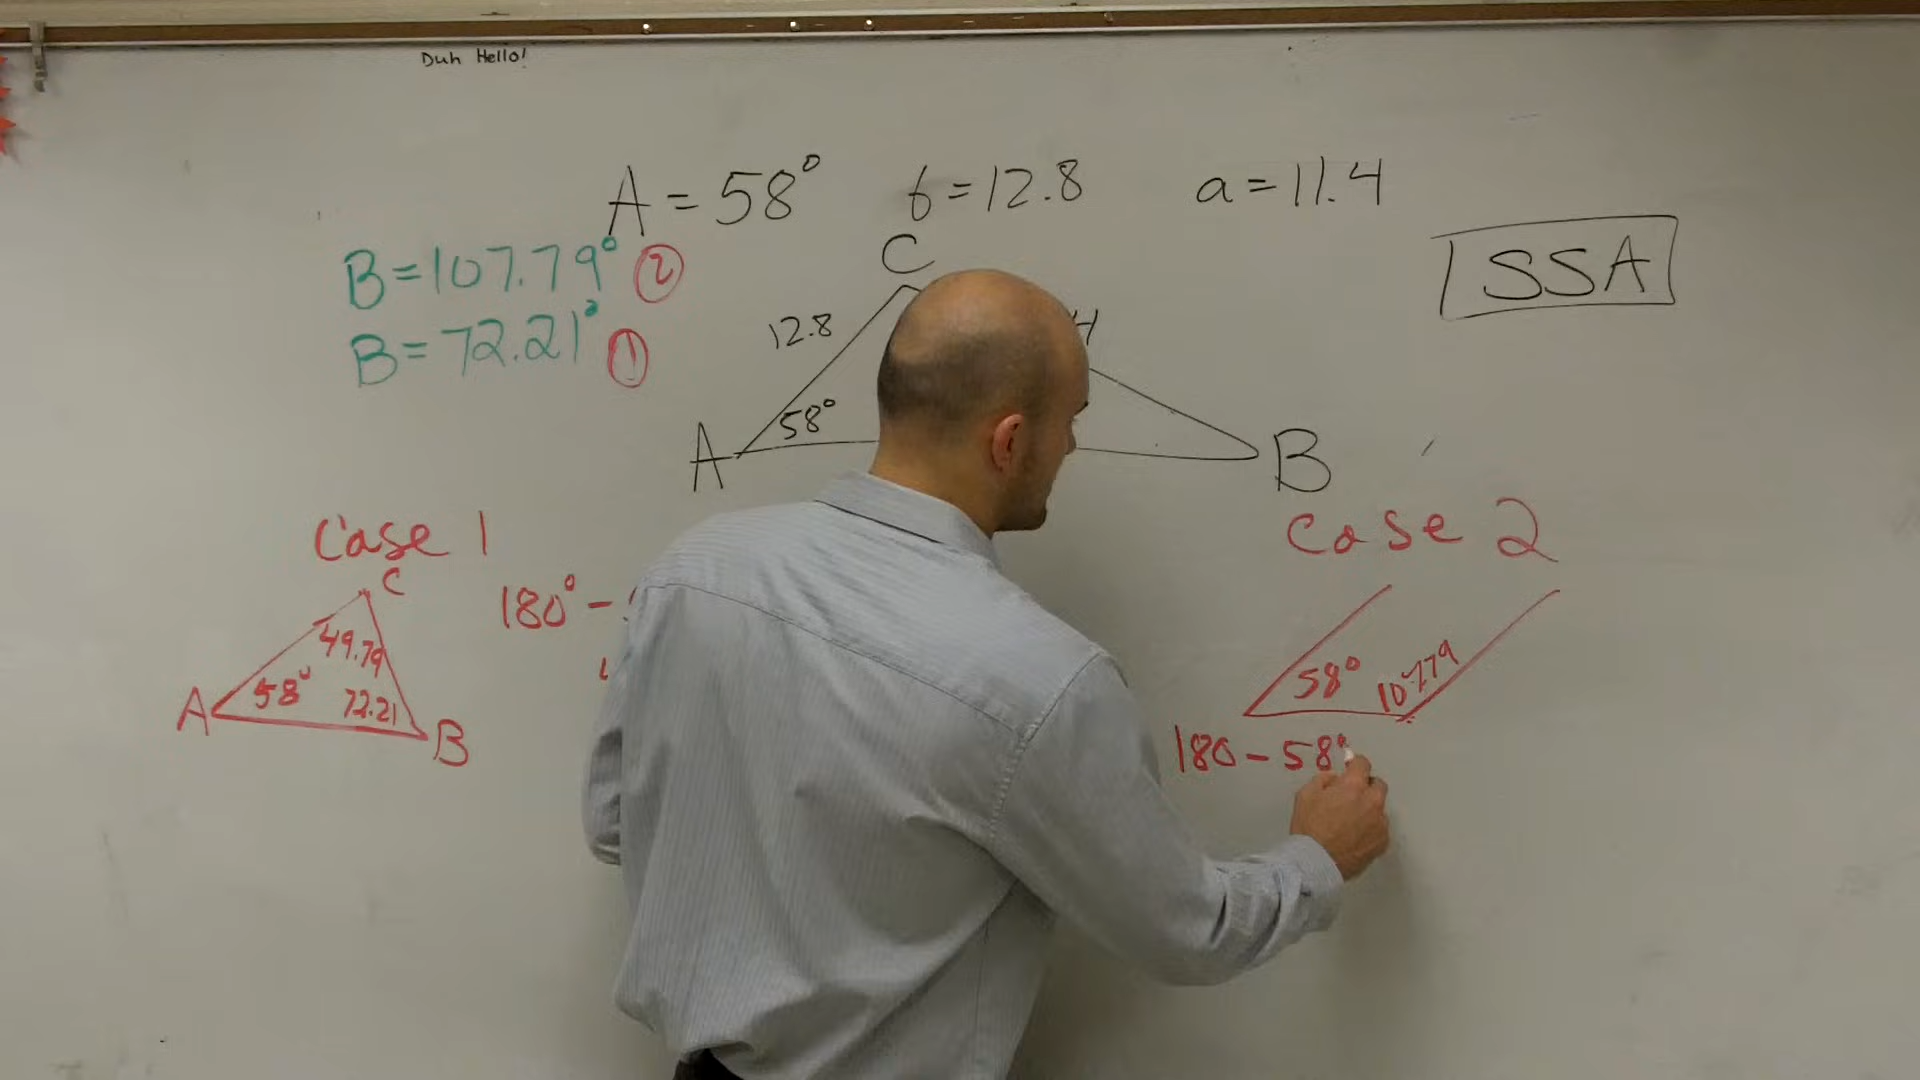 Duh Hello!
A = 58° b = 12.8 a = 11.4
B = 107.79° ②
B = 72.21° ①
SSA
C
12.8
58°
A
B
Case 1
C
49.79
58°
72.21
A
B
180° -
Case 2
58°
107.79
180 - 58°